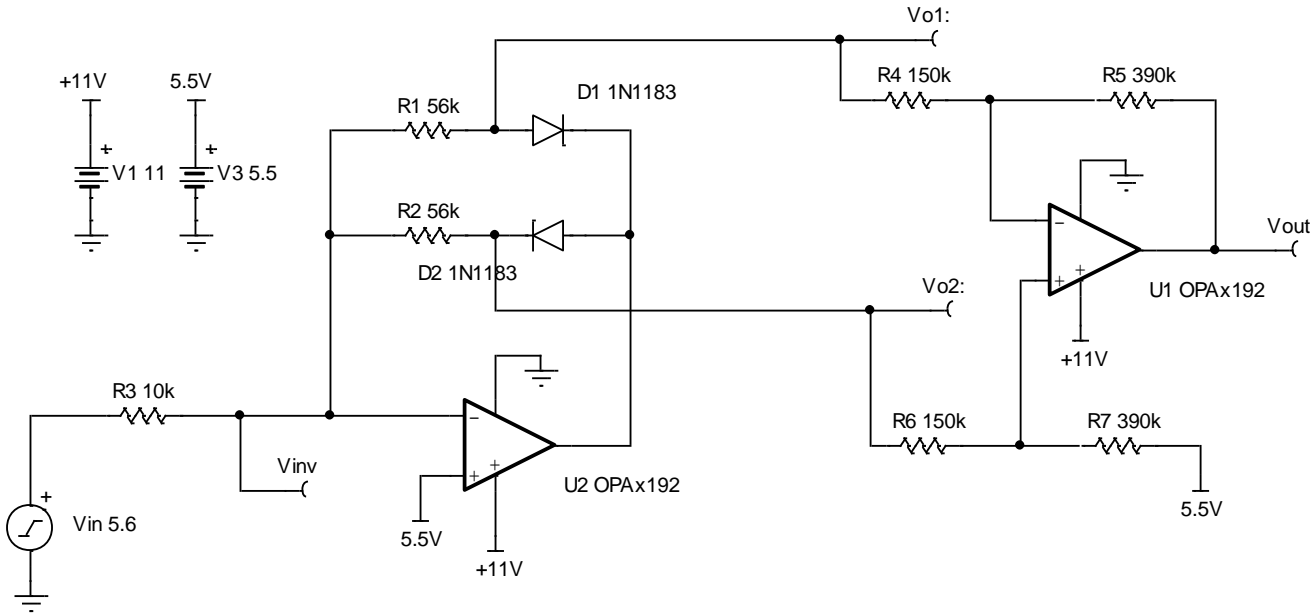 Vo1:
R4 150k
R5 390k
+11V
5.5V
D1 1N1183
R1 56k
+
+
V1 11
V3 5.5
R2 56k
D2 1N1183
−
+
+
Vout
U1 OPAx192
Vo2:
+11V
R3 10k
R6 150k
R7 390k
−
+
+
Vinv
U2 OPAx192
+
Vin 5.6
5.5V
+11V
5.5V